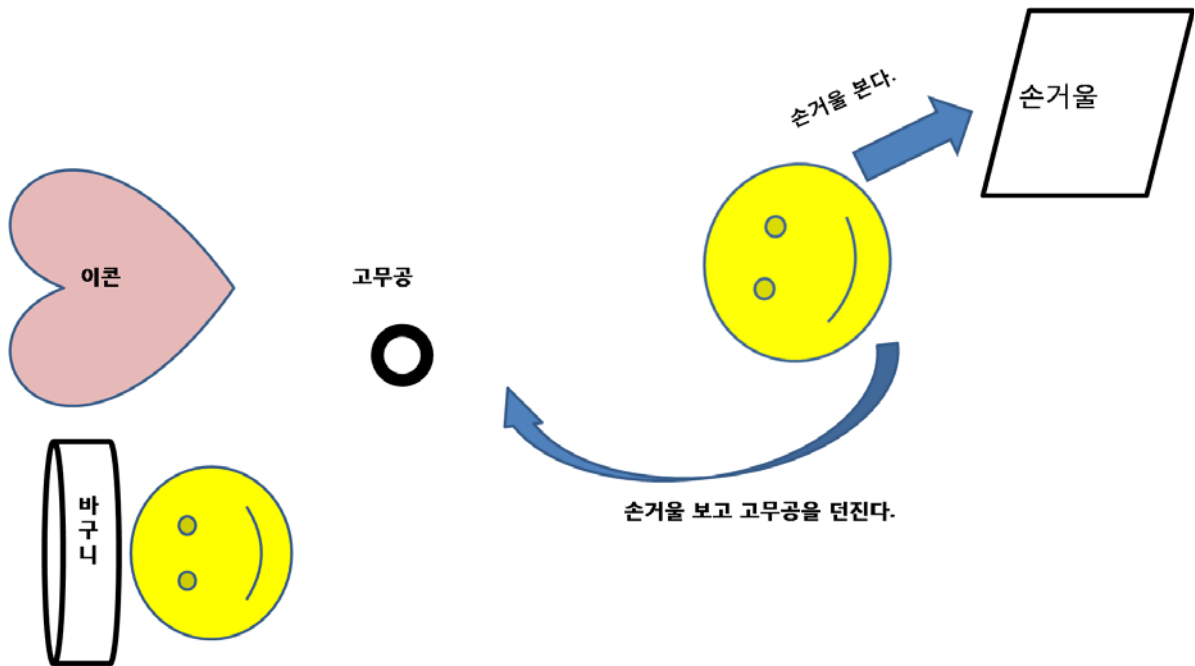 손거울 본다.
손거울
이콘
고무공
바구니
손거울 보고 고무공을 던진다.